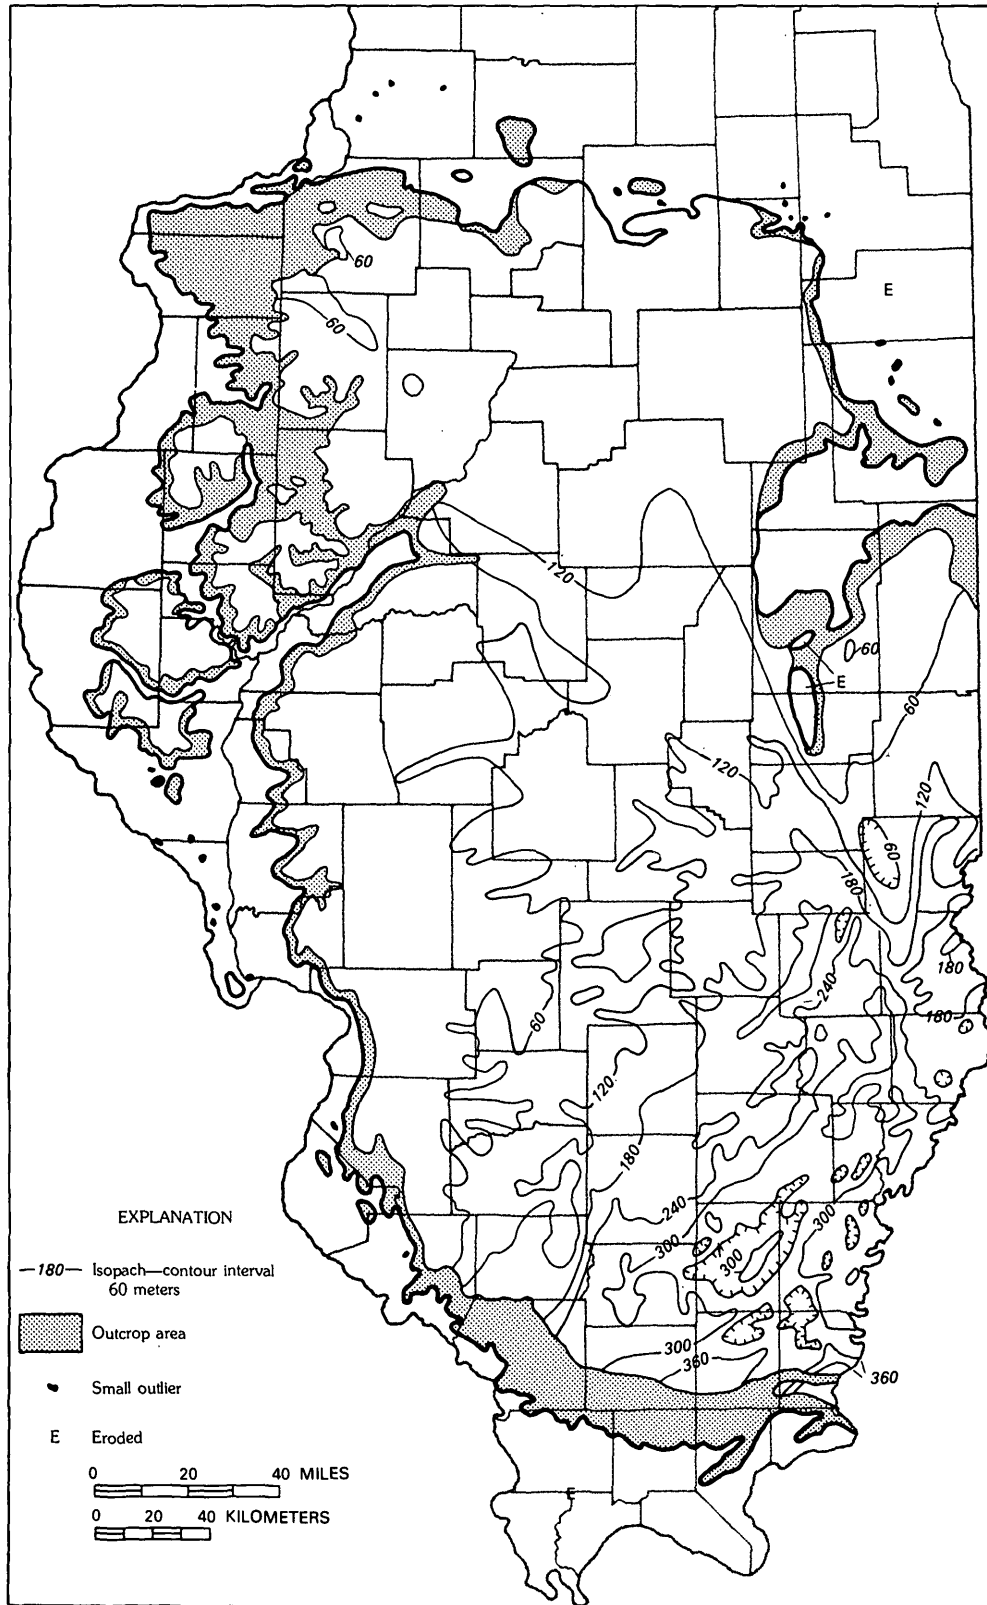 60
60
E
120
60
E
60
120
120
60
180
180
240
180
60
120
180
240
300
300
300
300
360
360
EXPLANATION
—180— Isopach—contour interval
60 meters
Outcrop area
Small outlier
E Eroded
0 20 40 MILES
0 20 40 KILOMETERS
E